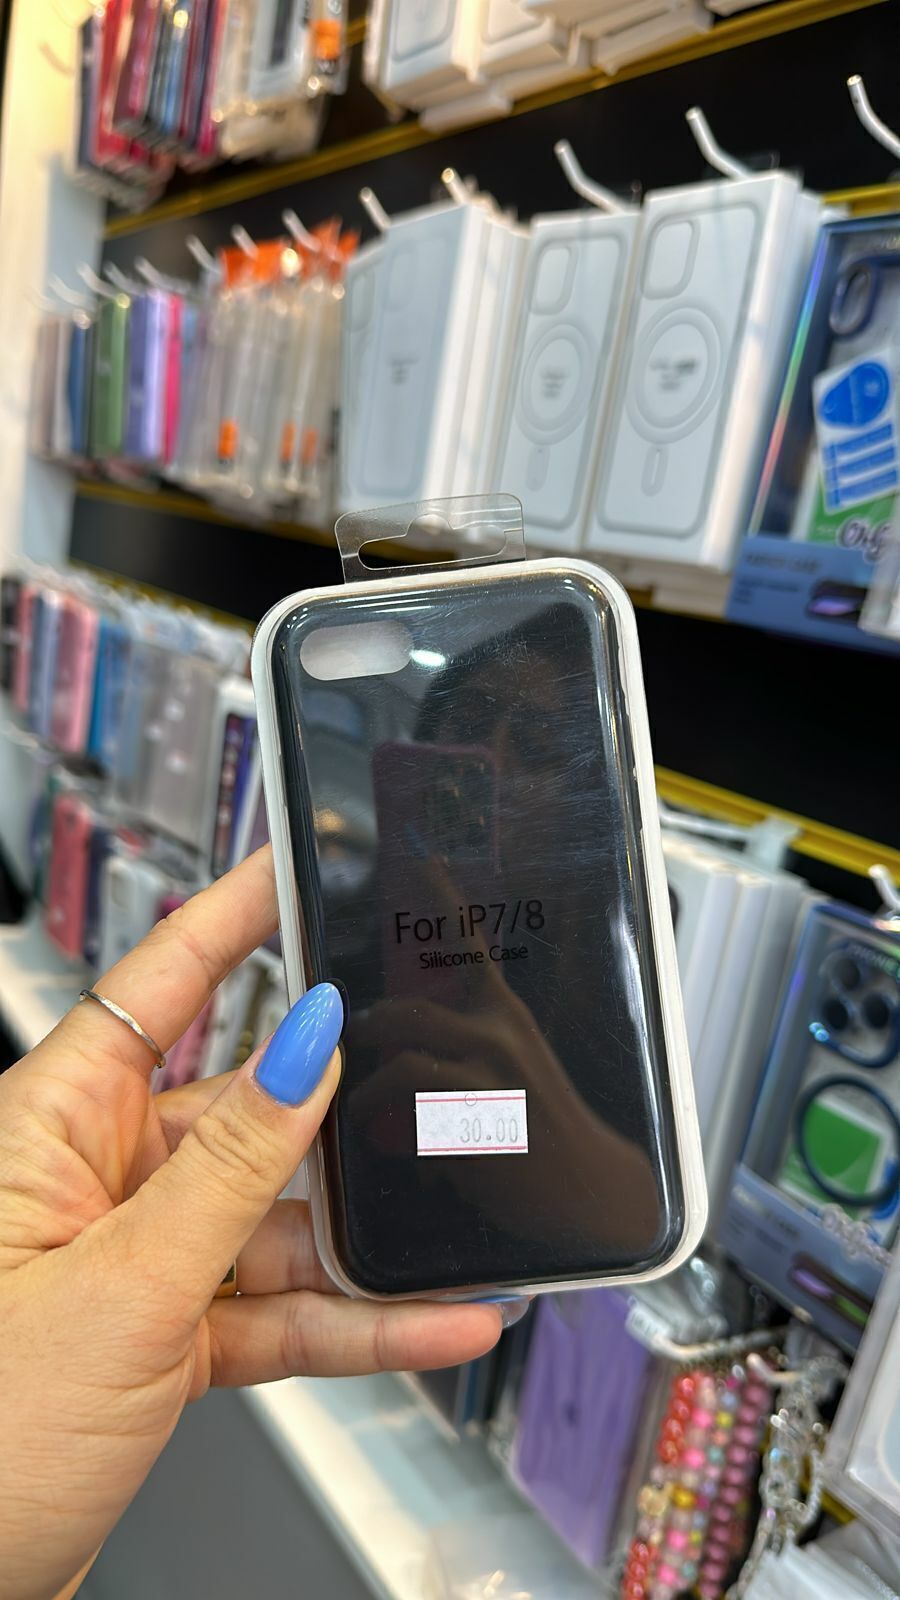 For iP7/8
Silicone Case
30.00